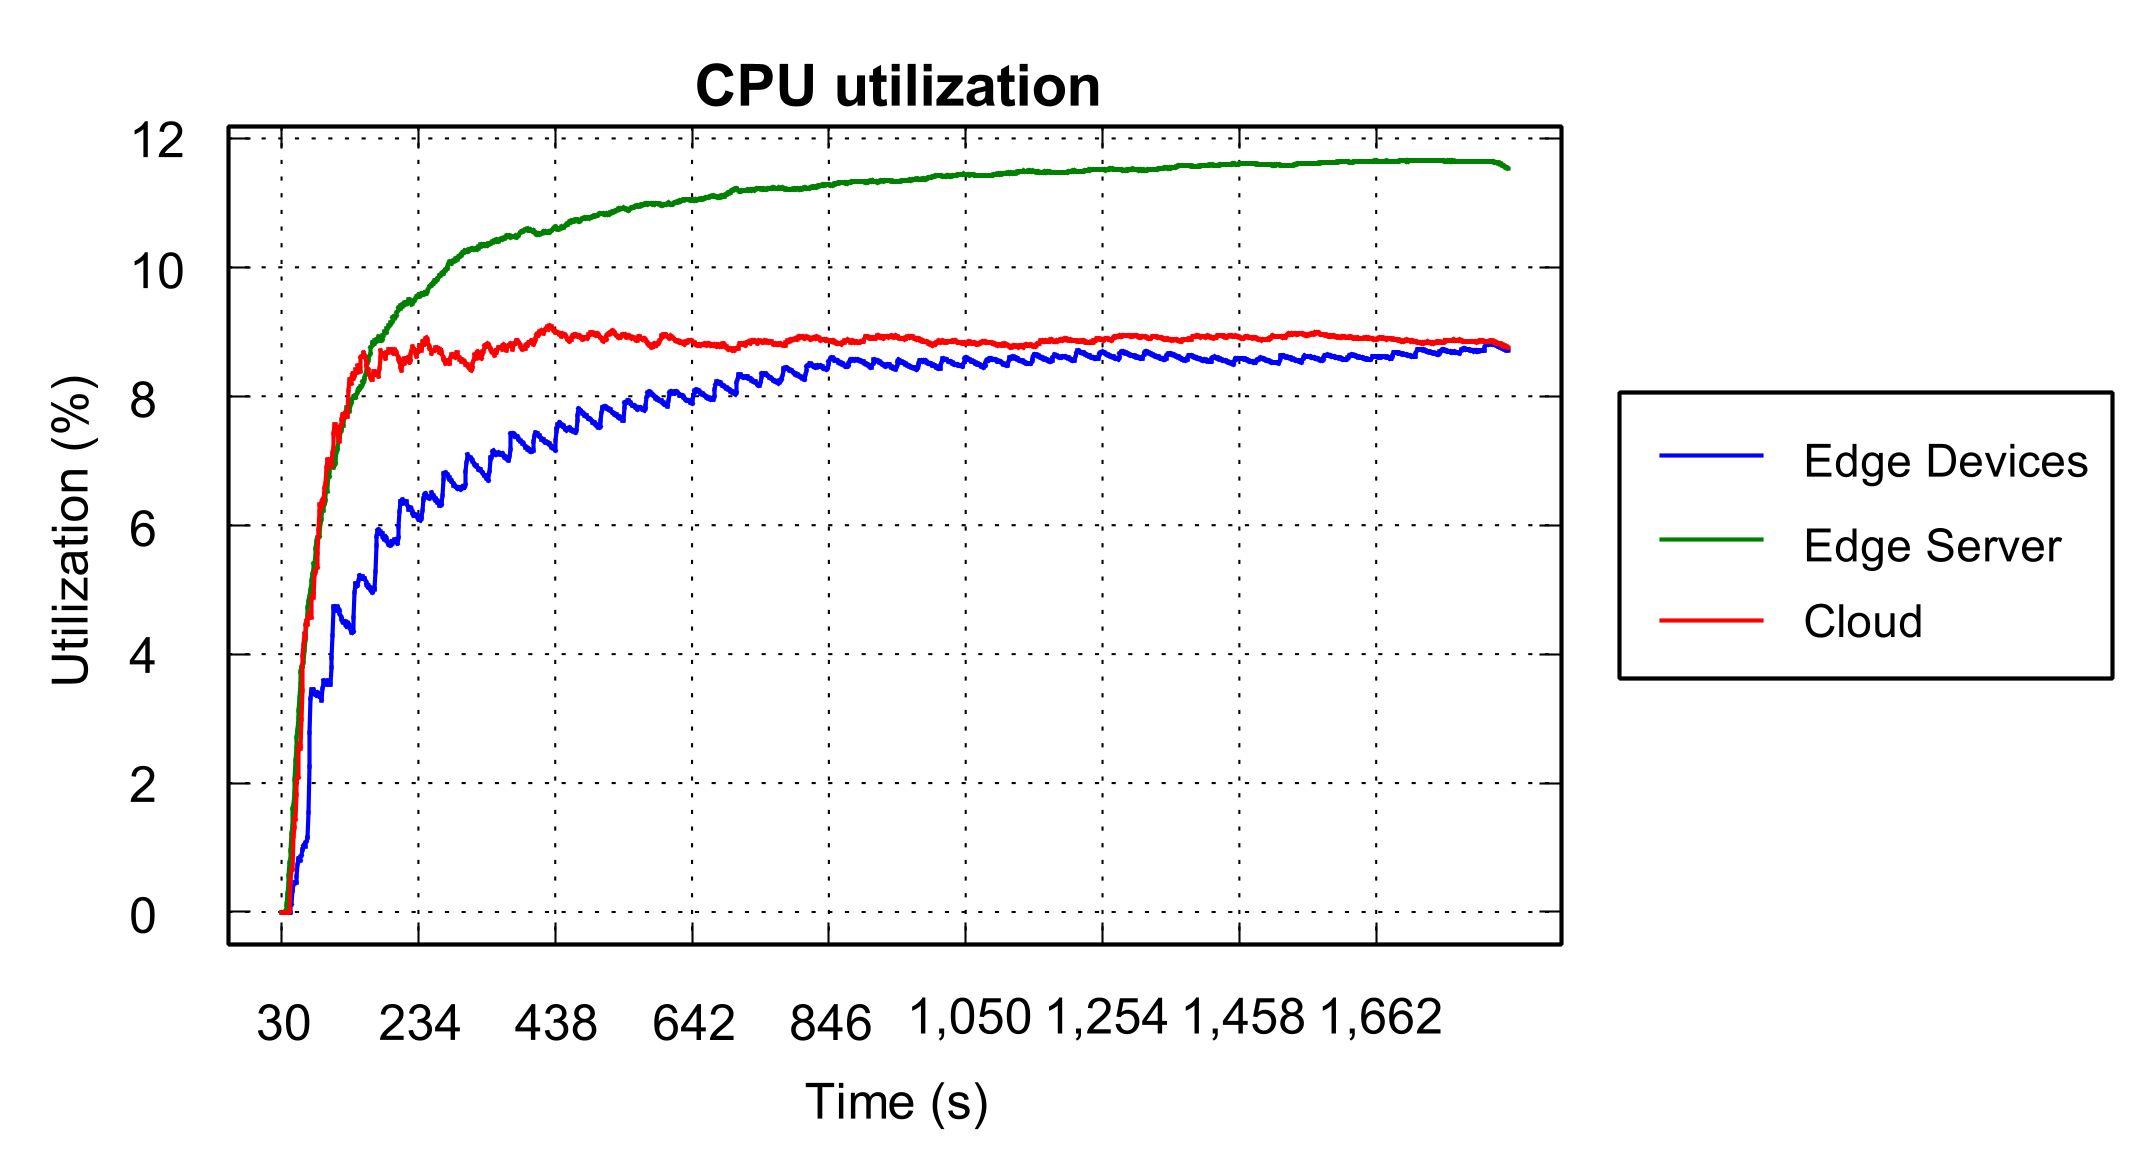 CPU utilization
12
10
8
6
4
2
0
Utilization (%)
30 234 438 642 846 1,050 1,254 1,458 1,662
Time (s)
Edge Devices
Edge Server
Cloud